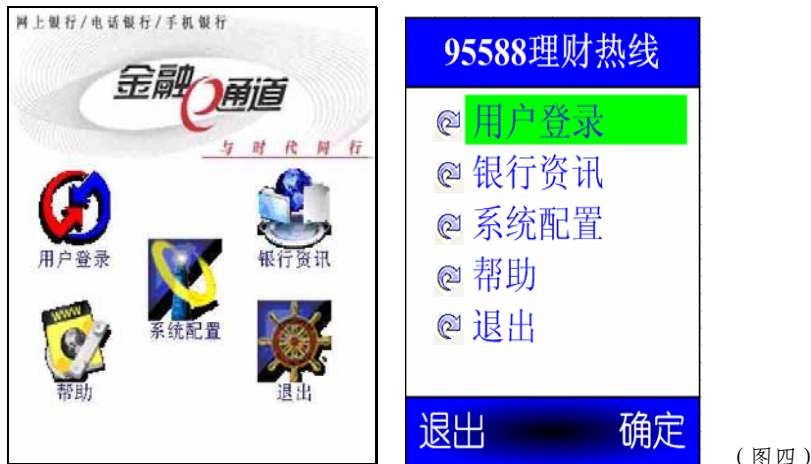 网上银行/电话银行/手机银行
金融e通道
与时代同行
用户登录
银行资讯
系统配置
WWW
帮助
退出
95588理财热线
用户登录
银行资讯
系统配置
帮助
退出
退出 确定
(图四)